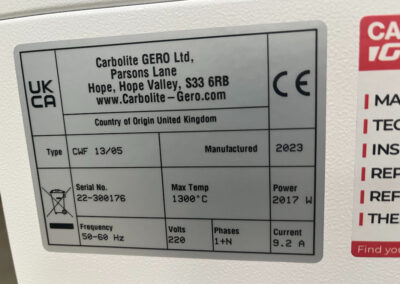 UK
CA
Carbolite GERO Ltd,
Parsons Lane
Hope, Hope Valley, S33 6RB
www.Carbolite-Gero.com
CE
Country of Origin United Kingdom
Type CWF 13/05 Manufactured 2023
Serial No. Max Temp Power
22-300176 1300°C 2017 W
Frequency Volts Phases Current
50-60 Hz 220 1+N 9.2 A
CA
MA
TEC
INS
REP
REF
THE
Find you